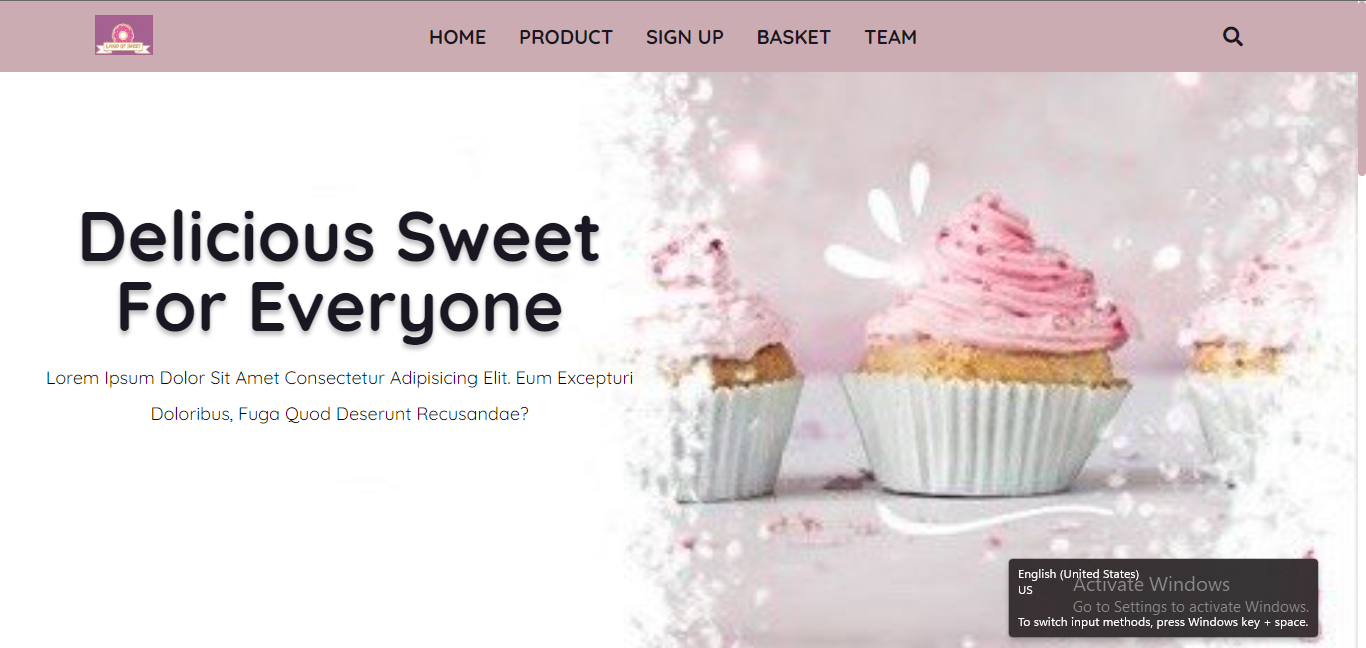 LAND OF SWEET
HOME PRODUCT SIGN UP BASKET TEAM
Delicious Sweet
For Everyone
Lorem Ipsum Dolor Sit Amet Consectetur Adipisicing Elit. Eum Excepturi
Doloribus, Fuga Quod Deserunt Recusandae?
English (United States)
US
Activate Windows
Go to Settings to activate Windows.
To switch input methods, press Windows key + space.